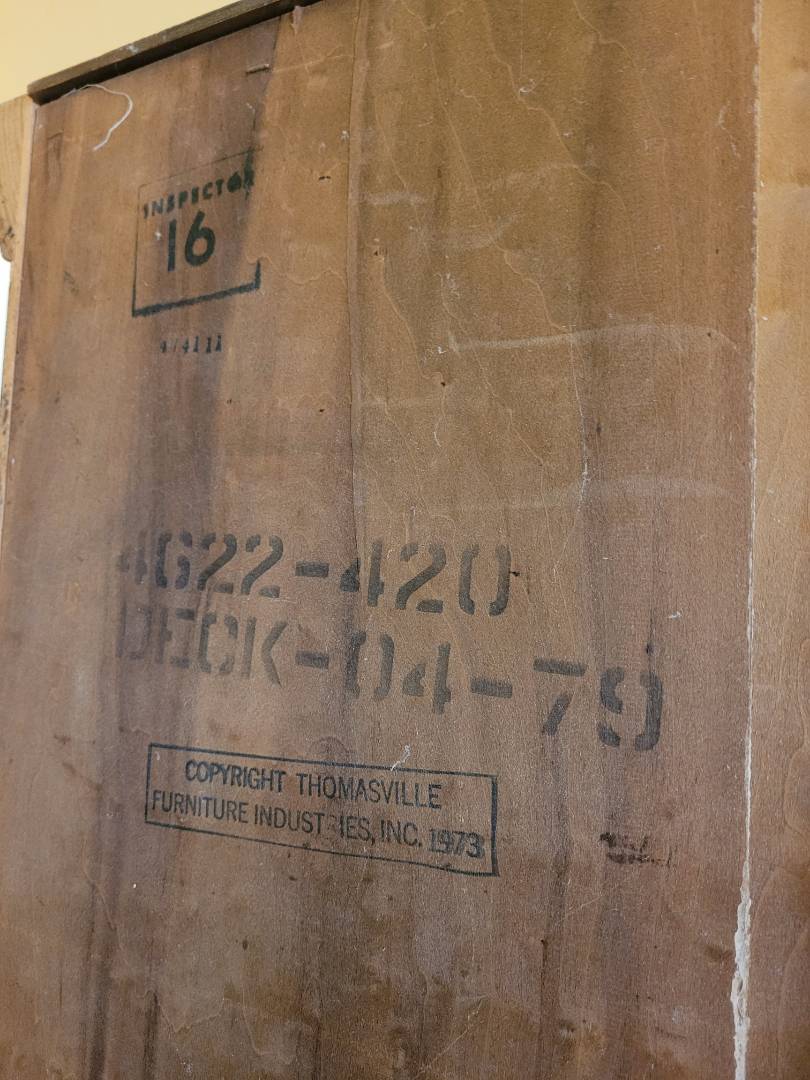 INSPECTOR
16
4622-420
DECK-04-79
COPYRIGHT THOMASVILLE
FURNITURE INDUSTRIES, INC. 1973